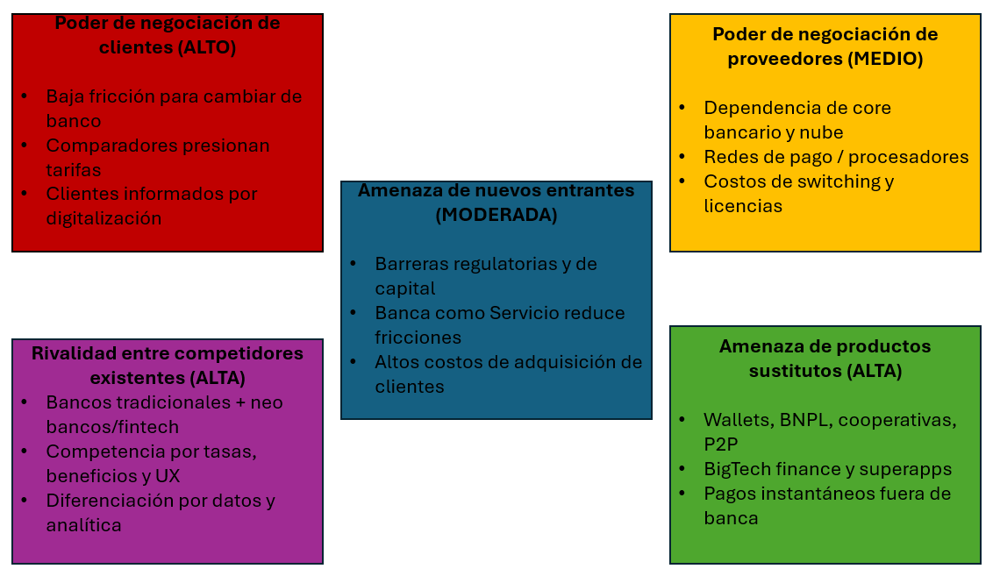 Poder de negociación de
clientes (ALTO)
• Baja fricción para cambiar de
banco
• Comparadores presionan
tarifas
• Clientes informados por
digitalización
Poder de negociación de
proveedores (MEDIO)
• Dependencia de core
bancario y nube
• Redes de pago / procesadores
• Costos de switching y
licencias
Amenaza de nuevos entrantes
(MODERADA)
• Barreras regulatorias y de
capital
• Banca como Servicio reduce
fricciones
• Altos costos de adquisición de
clientes
Rivalidad entre competidores
existentes (ALTA)
• Bancos tradicionales + neo
bancos/fintech
• Competencia por tasas,
beneficios y UX
• Diferenciación por datos y
analítica
Amenaza de productos
sustitutos (ALTA)
• Wallets, BNPL, cooperativas,
P2P
• BigTech finance y superapps
• Pagos instantáneos fuera de
banca